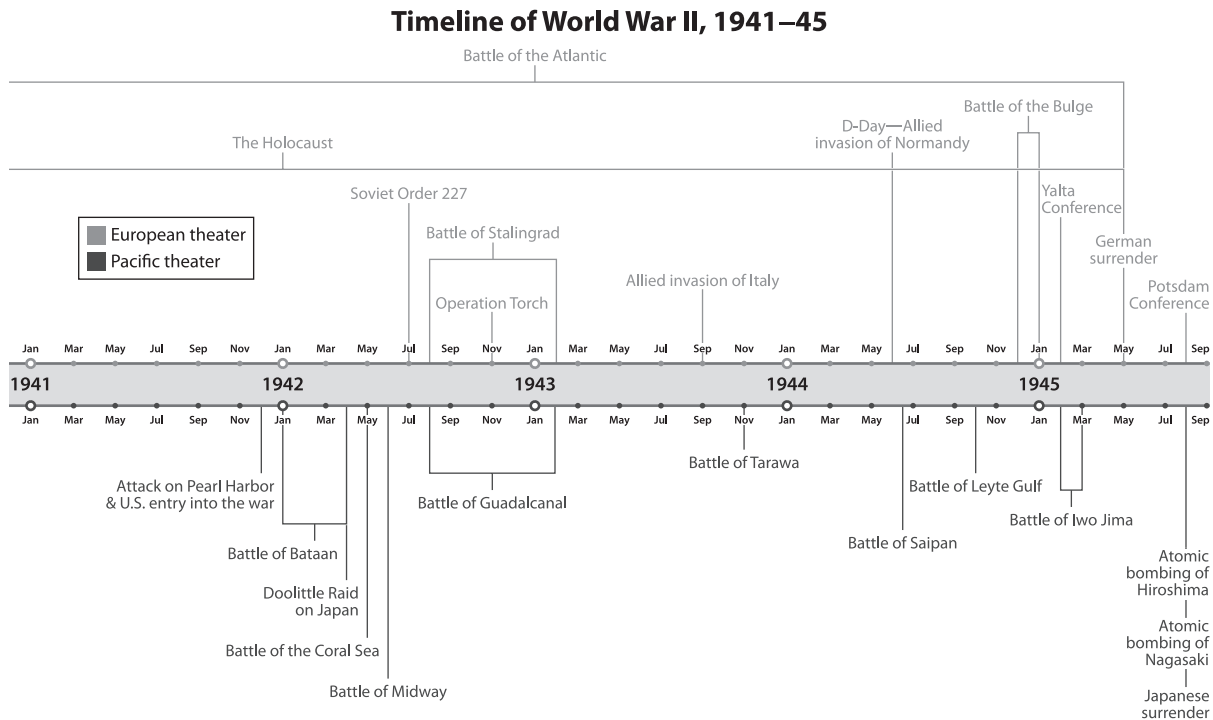 Timeline of World War II, 1941–45
Battle of the Atlantic
Battle of the Bulge
D-Day—Allied
invasion of Normandy
The Holocaust
Soviet Order 227
Yalta
Conference
European theater
Pacific theater
Battle of Stalingrad
German
surrender
Allied invasion of Italy
Potsdam
Conference
Operation Torch
Jan Mar May Jul Sep Nov Jan Mar May Jul Sep Nov Jan Mar May Jul Sep Nov Jan Mar May Jul Sep Nov Jan Mar May Jul Sep
1941 1942 1943 1944 1945
Jan Mar May Jul Sep Nov Jan Mar May Jul Sep Nov Jan Mar May Jul Sep Nov Jan Mar May Jul Sep Nov Jan Mar May Jul Sep
Attack on Pearl Harbor
& U.S. entry into the war
Battle of Bataan
Doolittle Raid
on Japan
Battle of the Coral Sea
Battle of Midway
Battle of Guadalcanal
Battle of Tarawa
Battle of Saipan
Battle of Leyte Gulf
Battle of Iwo Jima
Atomic
bombing of
Hiroshima
Atomic
bombing of
Nagasaki
Japanese
surrender